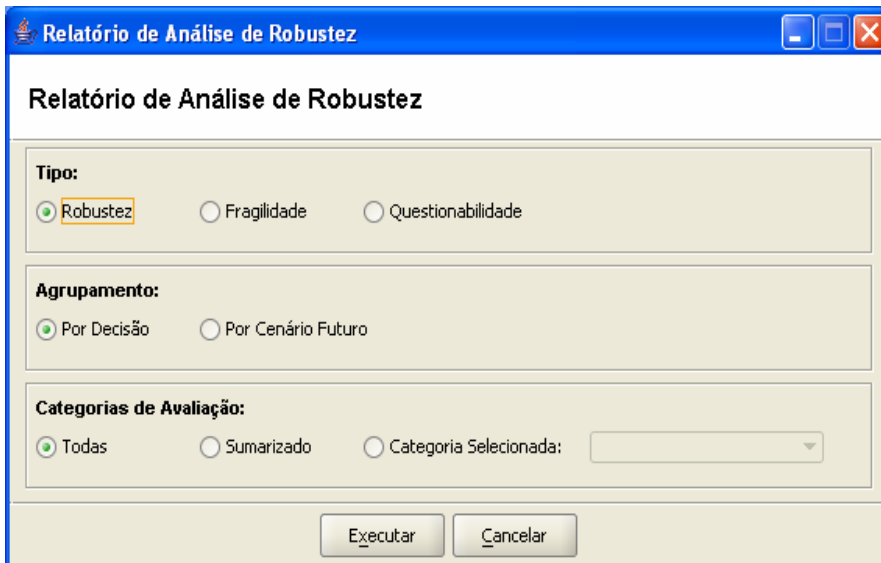 Relatório de Análise de Robustez
Relatório de Análise de Robustez
Tipo:
Robustez Fragilidade Questionabilidade
Agrupamento:
Por Decisão Por Cenário Futuro
Categorias de Avaliação:
Todas Sumarizado Categoria Selecionada:
Executar Cancelar